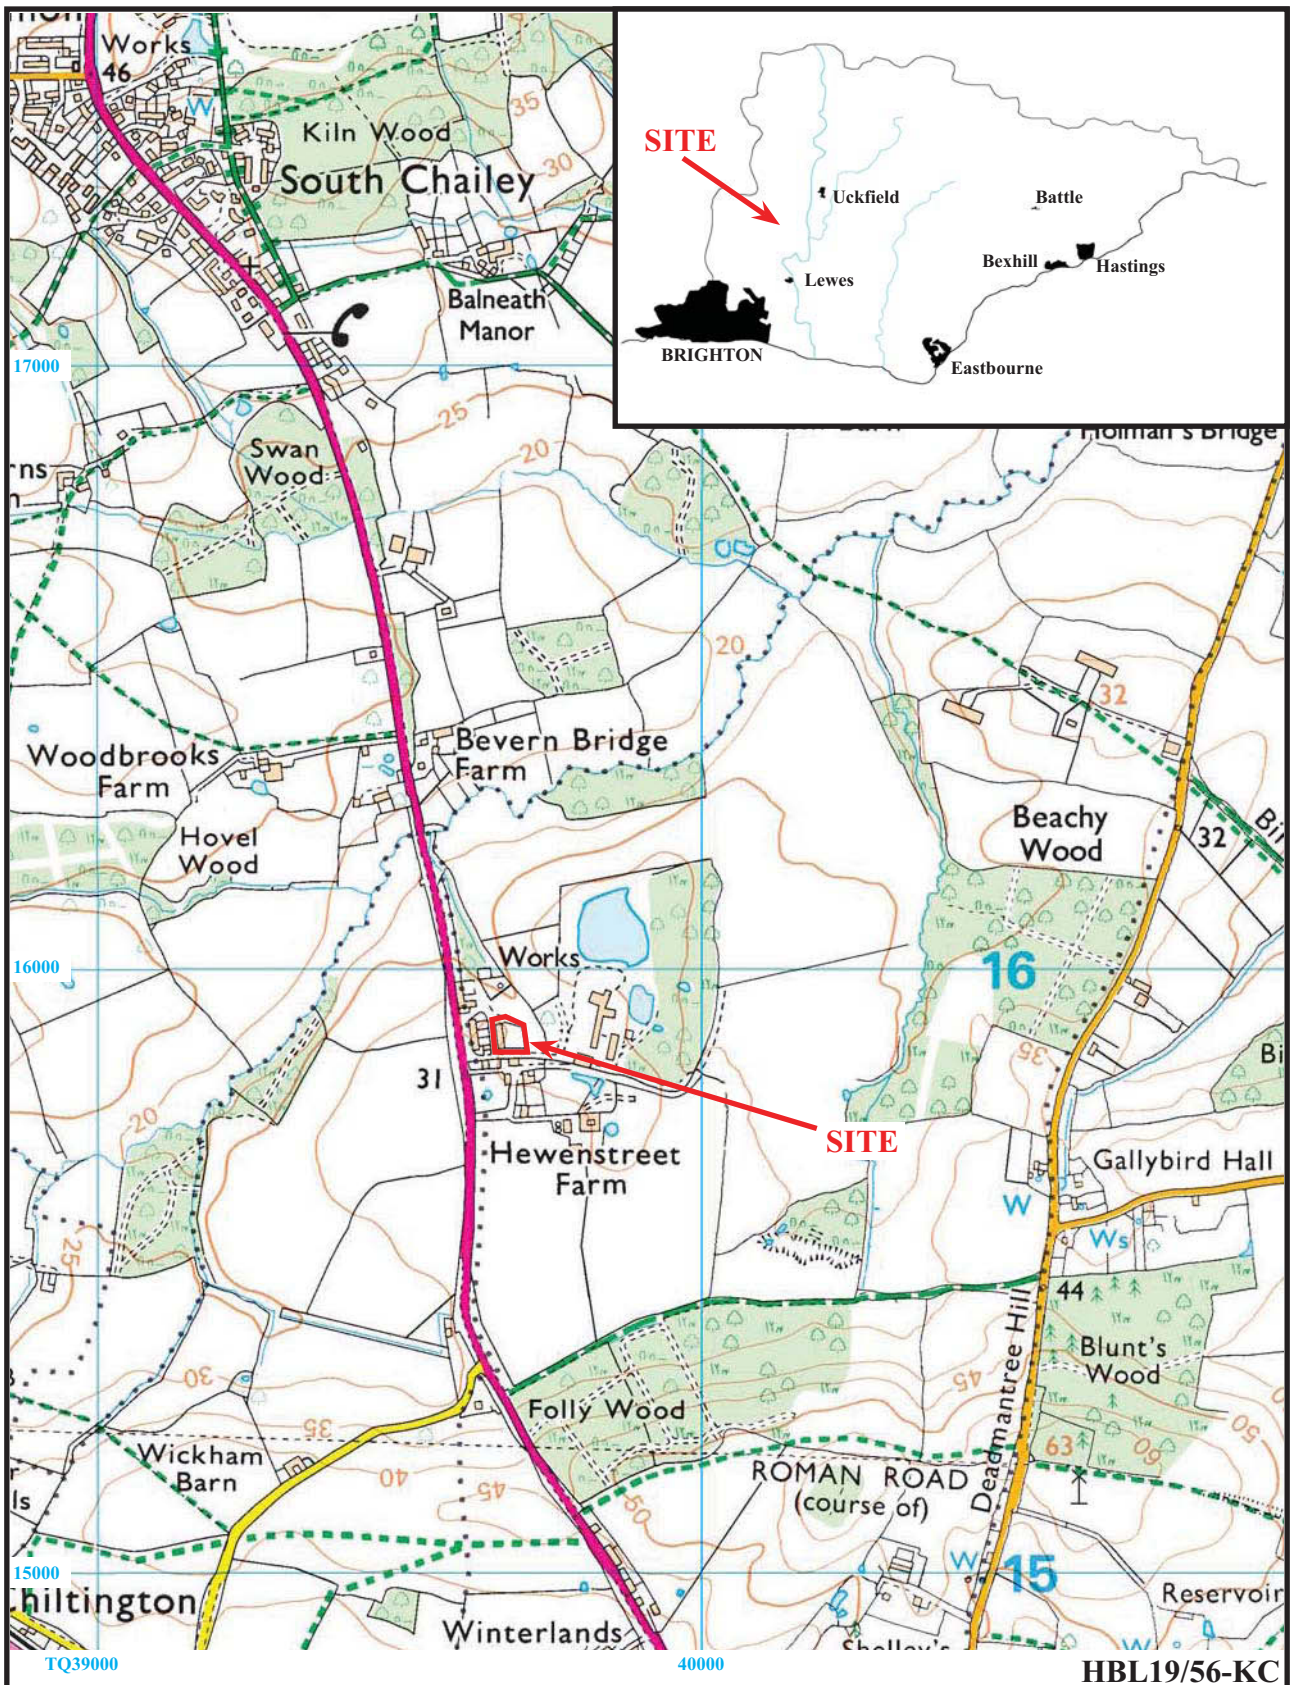 Works
46
W
Kiln Wood
35
30
South Chailey
Balneath
Manor
SITE
Uckfield
Battle
Bexhill
Hastings
Lewes
BRIGHTON
Eastbourne
17000
25
20
Holman's Bridge
Swan
Wood
20
32
Woodbrooks
Farm
Bevern Bridge
Farm
Hovel
Wood
Beachy
Wood
32
16000
Works
16
31
35
20
SITE
Hewenstreet
Farm
Gallybird Hall
W
Ws
25
44
Deadmantree Hill
Blunt's
Wood
30
35
45
50
Folly Wood
Wickham
Barn
40
45
50
ROMAN ROAD
(course of)
63
60
W
15
15000
hiltington
Reservoir
Winterlands
Shelley's
W
TQ39000
40000
HBL19/56-KC